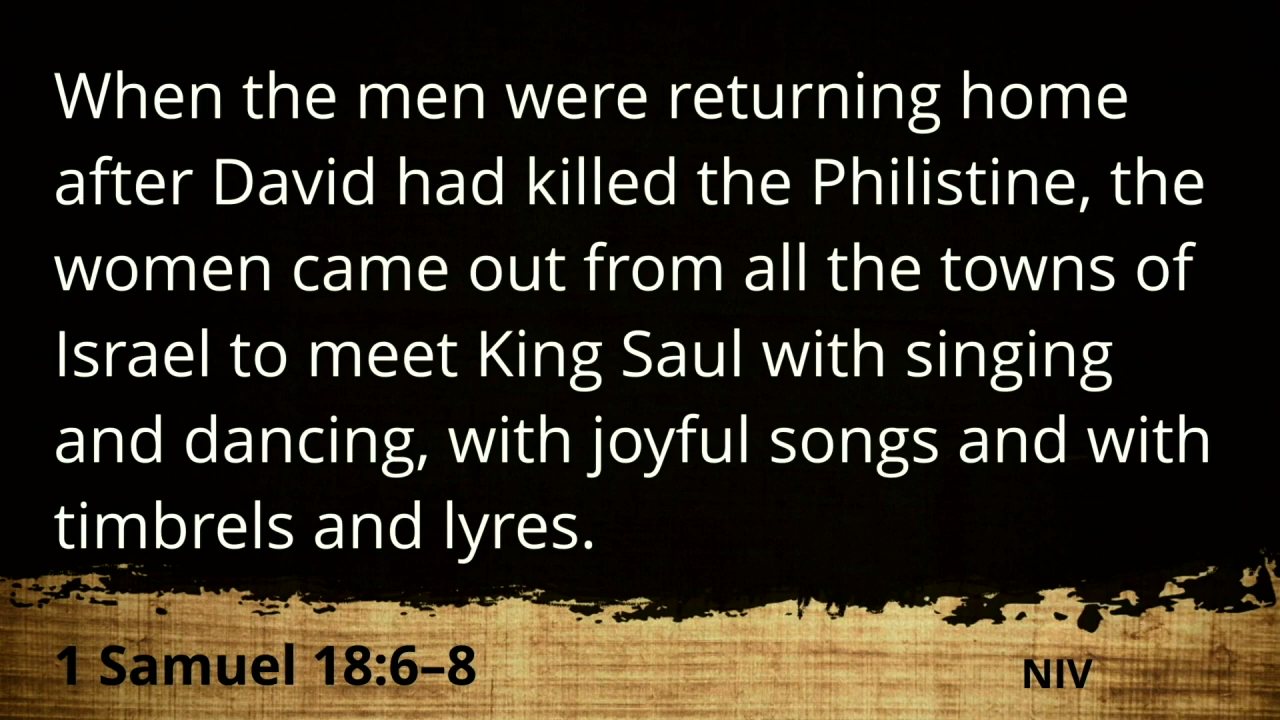 When the men were returning home
after David had killed the Philistine, the
women came out from all the towns of
Israel to meet King Saul with singing
and dancing, with joyful songs and with
timbrels and lyres.
1 Samuel 18:6–8
NIV